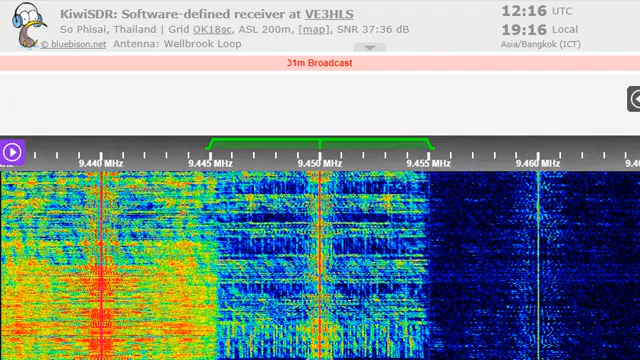 KiwiSDR: Software-defined receiver at VE3HLS
12:16 UTC
So Phisai, Thailand | Grid OK18sc, ASL 200m, [map], SNR 37:36 dB
19:16 Local
© bluebison.net Antenna: Wellbrook Loop
Asia/Bangkok (ICT)
31m Broadcast
9.440 MHz 9.445 MHz 9.450 MHz 9.455 MHz 9.460 MHz